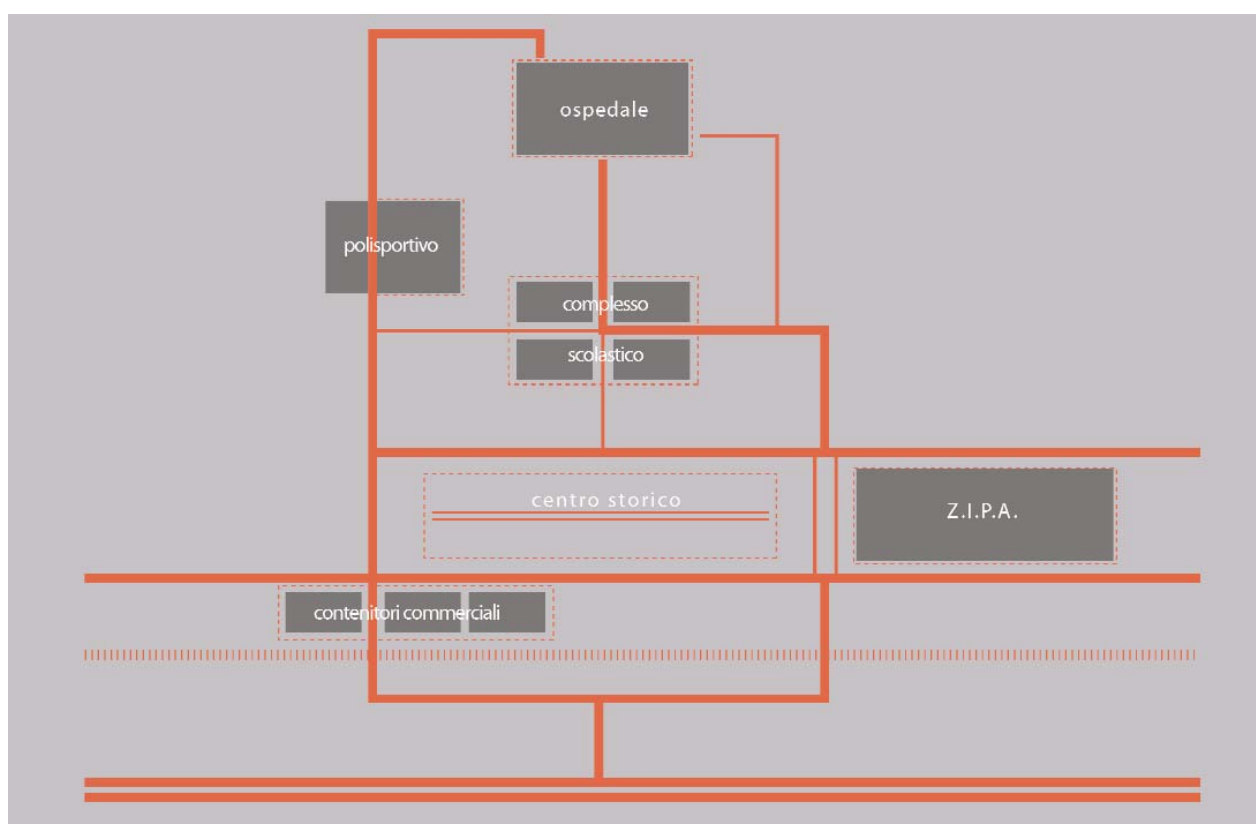 ospedale
polisportivo
complesso
scolastico
centro storico
Z.I.P.A.
contenitori commerciali